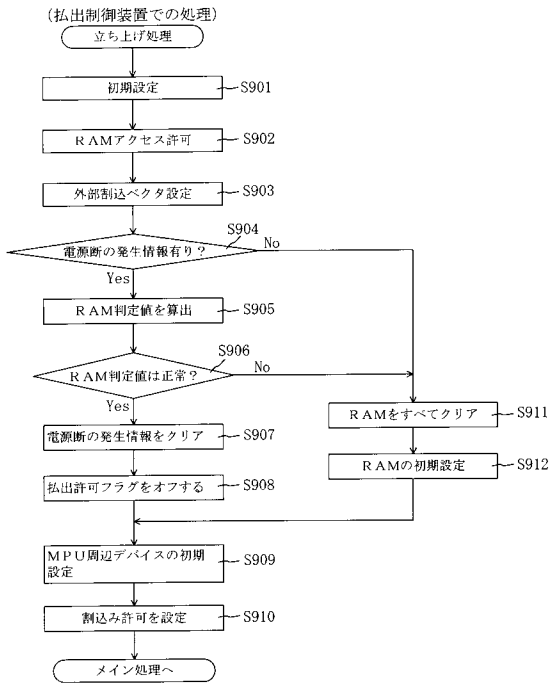 (払出制御装置での処理)
立ち上げ処理
初期設定
S901
RAMアクセス許可
S902
外部割込ベクタ設定
S903
S904
電源断の発生情報有り?
No
Yes
RAM判定値を算出
S905
S906
RAM判定値は正常?
No
Yes
RAMをすべてクリア
S911
電源断の発生情報をクリア
S907
RAMの初期設定
S912
払出許可フラグをオフする
S908
MPU周辺デバイスの初期
設定
S909
割込み許可を設定
S910
メイン処理へ